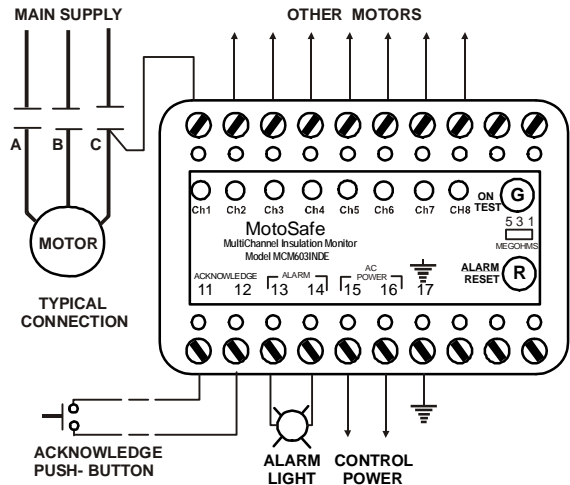 MAIN SUPPLY
OTHER MOTORS
A B C
MOTOR
TYPICAL
CONNECTION
Ch1 Ch2 Ch3 Ch4 Ch5 Ch6 Ch7 CH8
ON
TEST
G
5 3 1
MEGOHMS
MotoSafe
MultiChannel Insulation Monitor
Model MCM603INDE
ALARM
RESET
R
ACKNOWLEDGE
ALARM
AC
POWER
11 12 13 14 15 16 17
ACKNOWLEDGE
PUSH- BUTTON
ALARM
LIGHT
CONTROL
POWER